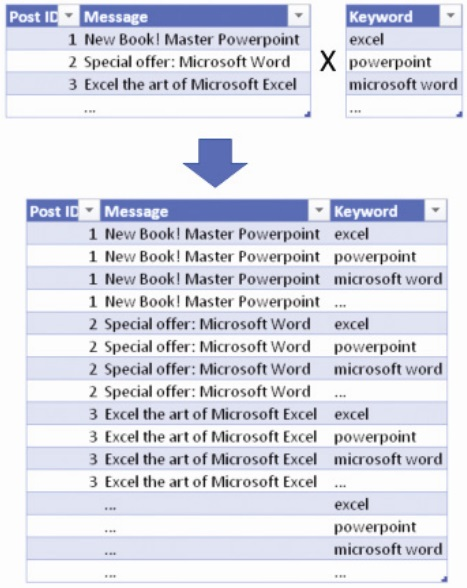 Post ID Message Keyword
1 New Book! Master Powerpoint excel
2 Special offer: Microsoft Word X powerpoint
3 Excel the art of Microsoft Excel microsoft word
... ...
Post ID Message Keyword
1 New Book! Master Powerpoint excel
1 New Book! Master Powerpoint powerpoint
1 New Book! Master Powerpoint microsoft word
1 New Book! Master Powerpoint ...
2 Special offer: Microsoft Word excel
2 Special offer: Microsoft Word powerpoint
2 Special offer: Microsoft Word microsoft word
2 Special offer: Microsoft Word ...
3 Excel the art of Microsoft Excel excel
3 Excel the art of Microsoft Excel powerpoint
3 Excel the art of Microsoft Excel microsoft word
3 Excel the art of Microsoft Excel ...
... excel
... powerpoint
... microsoft word
... ...